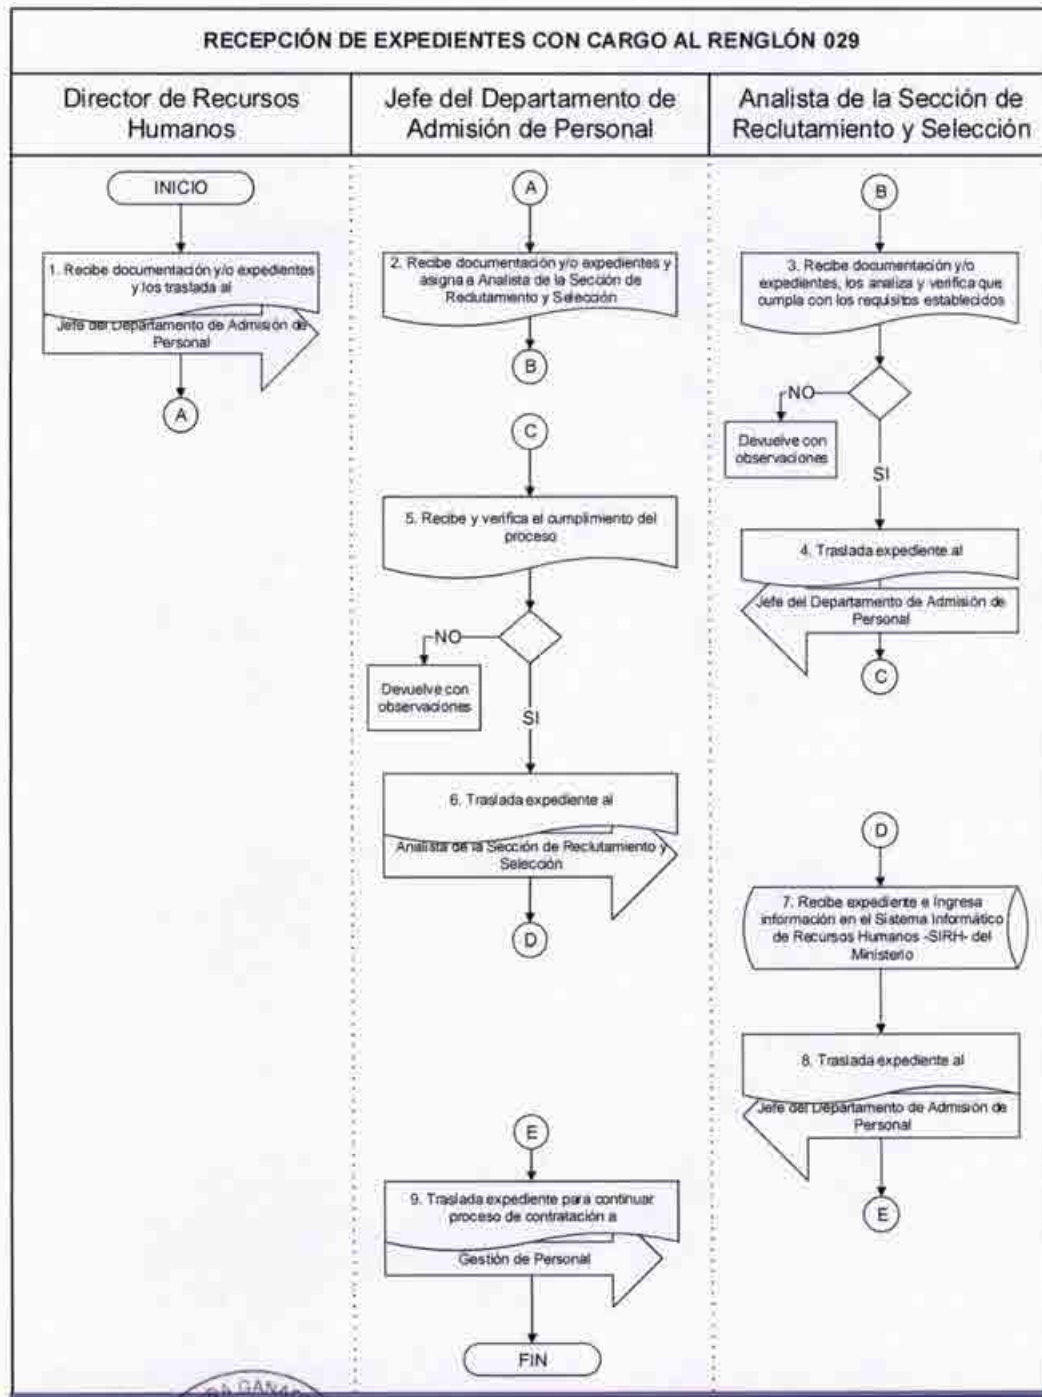 RECEPCIÓN DE EXPEDIENTES CON CARGO AL RENGLÓN 029
Director de Recursos
Humanos
INICIO
1. Recibe documentación y/o expedientes
y los traslada al
Jefe del Departamento de Admisión de
Personal
A
Jefe del Departamento de
Admisión de Personal
A
2. Recibe documentación y/o expedientes y
asigna a Analista de la Sección de
Reclutamiento y Selección
B
C
5. Recibe y verifica el cumplimiento del
proceso
NO
Devuelve con
observaciones
SI
6. Traslada expediente al
Analista de la Sección de Reclutamiento y
Selección
D
E
9. Traslada expediente para continuar
proceso de contratación a
Gestión de Personal
FIN
Analista de la Sección de
Reclutamiento y Selección
B
3. Recibe documentación y/o
expedientes, los analiza y verifica que
cumpla con los requisitos establecidos
NO
Devuelve con
observaciones
SI
4. Traslada expediente al
Jefe del Departamento de Admisión de
Personal
C
D
7. Recibe expediente e Ingresa
información en el Sistema Informático
de Recursos Humanos -SIRH- del
Ministerio
8. Traslada expediente al
Jefe del Departamento de Admisión de
Personal
E